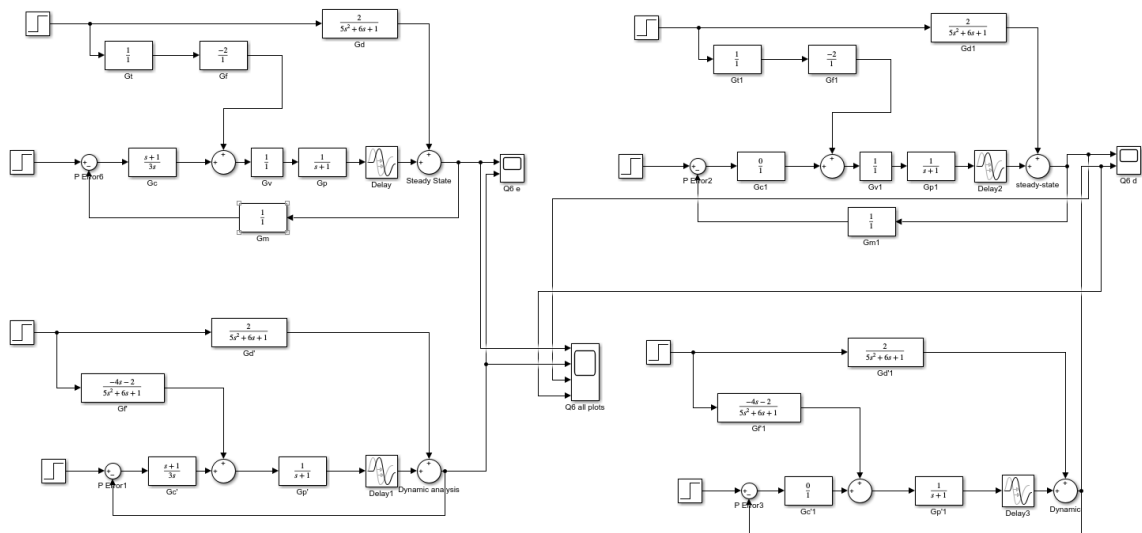 2
5s² + 6s + 1
Gd
1
1
Gt
-2
1
Gf
P Error6
s + 1
3s
Gc
1
1
Gv
1
s + 1
Gp
Delay
Steady State
Q6 e
1
1
Gm
2
5s² + 6s + 1
Gd1
1
1
Gt1
-2
1
Gf1
P Error2
0
1
Gc1
1
1
Gv1
1
s + 1
Gp1
Delay2
steady-state
Q6 d
1
1
Gm1
2
5s² + 6s + 1
Gd'
-4s - 2
5s² + 6s + 1
Gf'
P Error1
s + 1
3s
Gc'
1
s + 1
Gp'
Delay1
Dynamic analysis
Q6 all plots
2
5s² + 6s + 1
Gd'1
-4s - 2
5s² + 6s + 1
Gf'1
P Error3
0
1
Gc'1
1
s + 1
Gp'1
Delay3
Dynamic